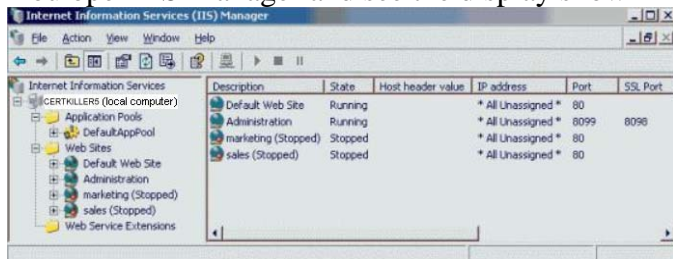 Internet Information Services (IIS) Manager
File Action View Window Help
Internet Information Services
CERTKILLER5 (local computer)
Application Pools
DefaultAppPool
Web Sites
Default Web Site
Administration
marketing (Stopped)
sales (Stopped)
Web Service Extensions
Description State Host header value IP address Port SSL Port
Default Web Site Running * All Unassigned * 80
Administration Running * All Unassigned * 8099 8098
marketing (Stopped) Stopped * All Unassigned * 80
sales (Stopped) Stopped * All Unassigned * 80